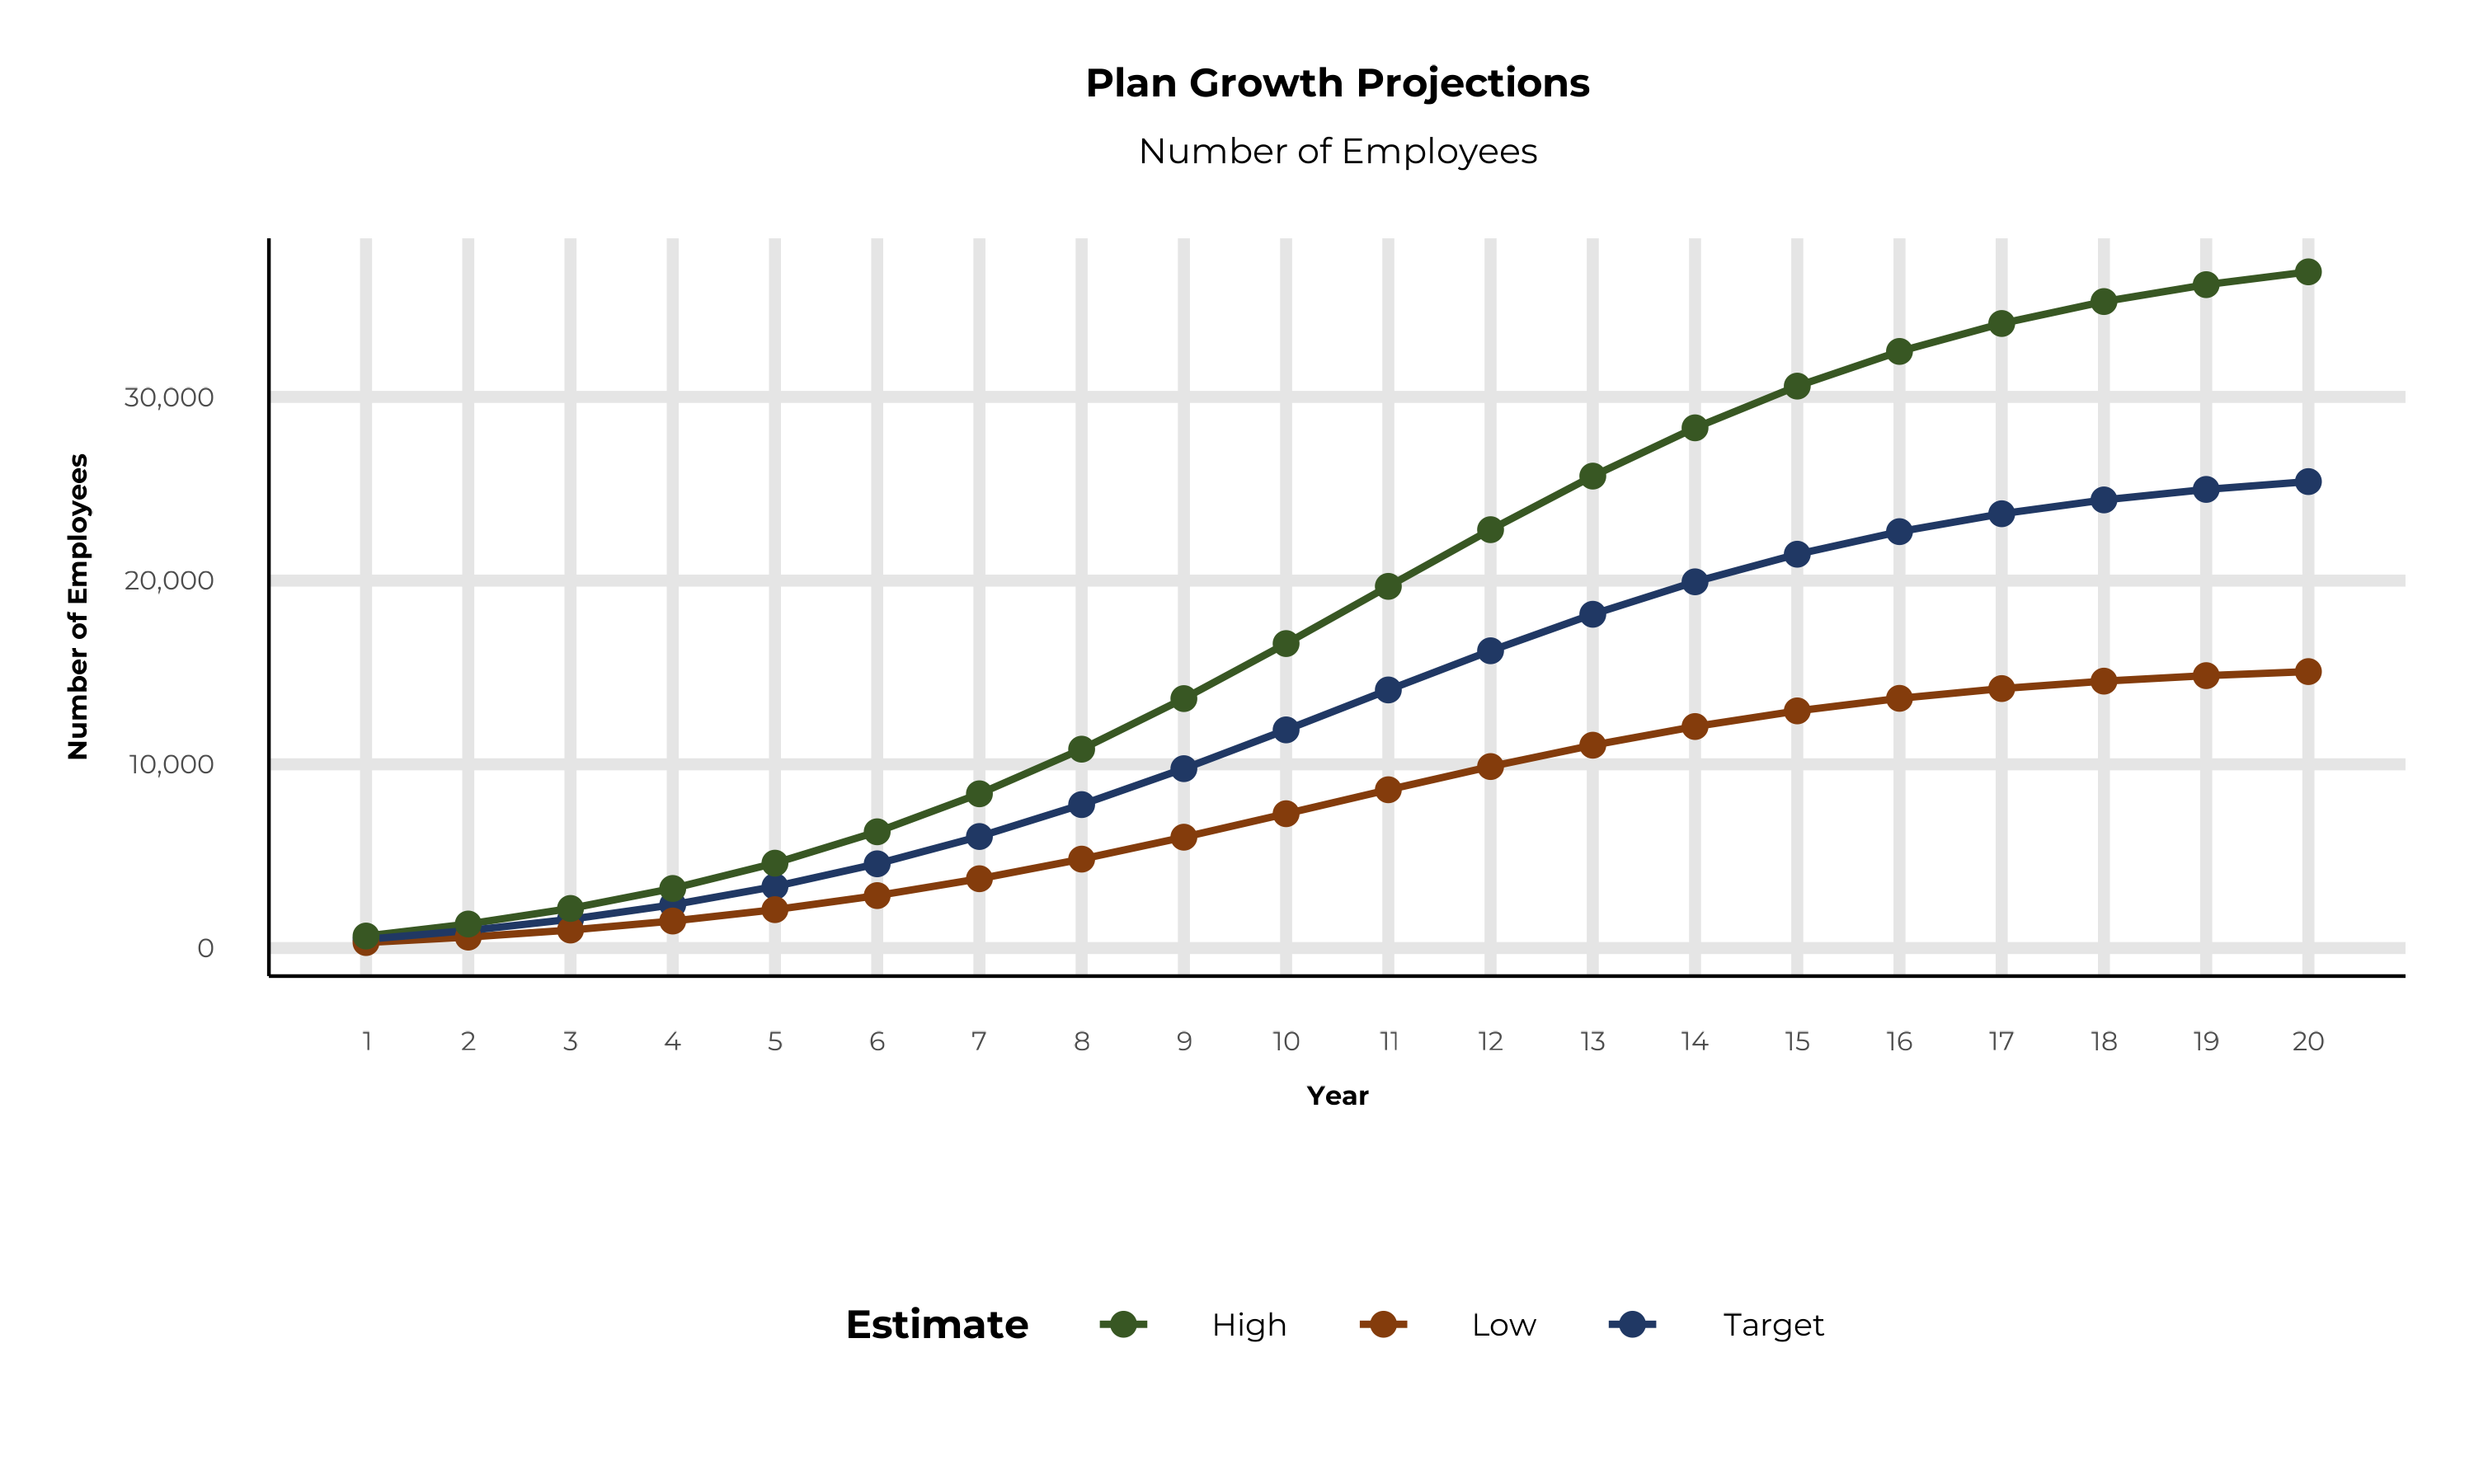 Plan Growth Projections
Number of Employees
Number of Employees
30,000
20,000
10,000
0
1 2 3 4 5 6 7 8 9 10 11 12 13 14 15 16 17 18 19 20
Year
Estimate High Low Target